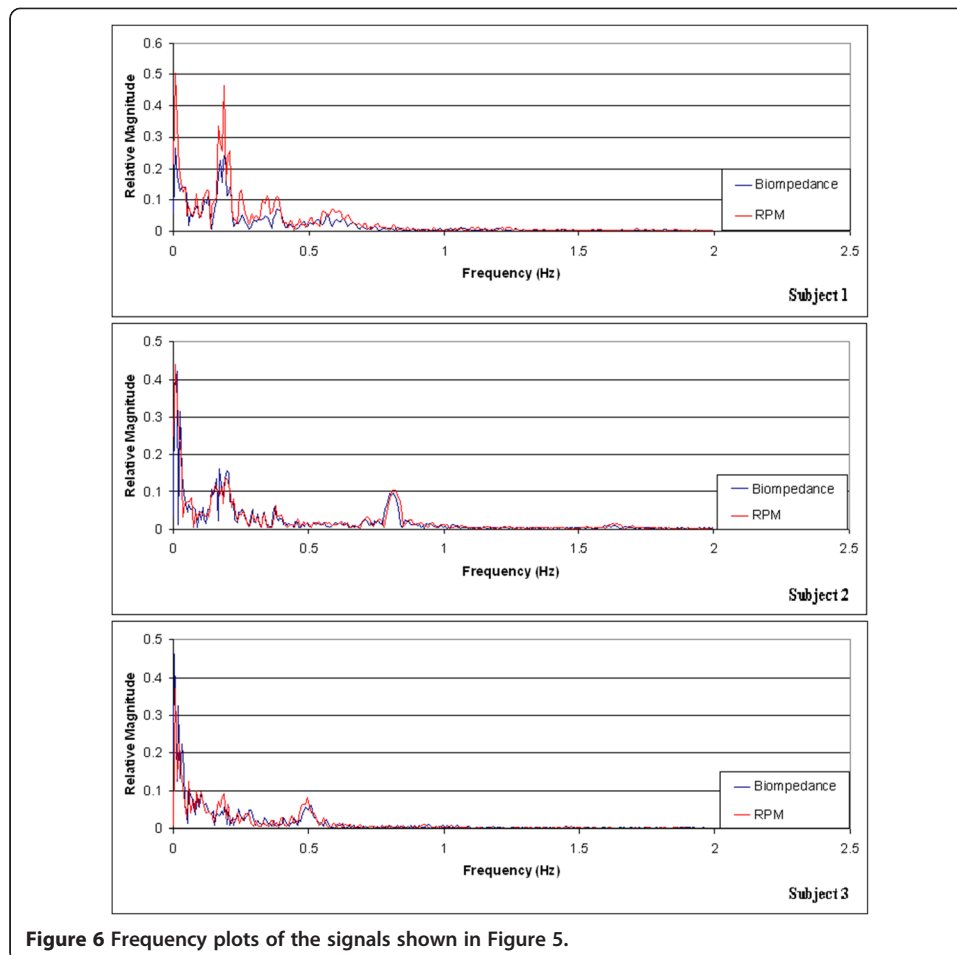 0.6
0.5
0.4
0.3
0.2
0.1
0
Relative Magnitude
0 0.5 1 1.5 2 2.5
Frequency (Hz)
Biompedance
RPM
Subject 1
0.5
0.4
0.3
0.2
0.1
0
Relative Magnitude
0 0.5 1 1.5 2 2.5
Frequency (Hz)
Biompedance
RPM
Subject 2
0.5
0.4
0.3
0.2
0.1
0
Relative Magnitude
0 0.5 1 1.5 2 2.5
Frequency (Hz)
Biompedance
RPM
Subject 3
Figure 6 Frequency plots of the signals shown in Figure 5.